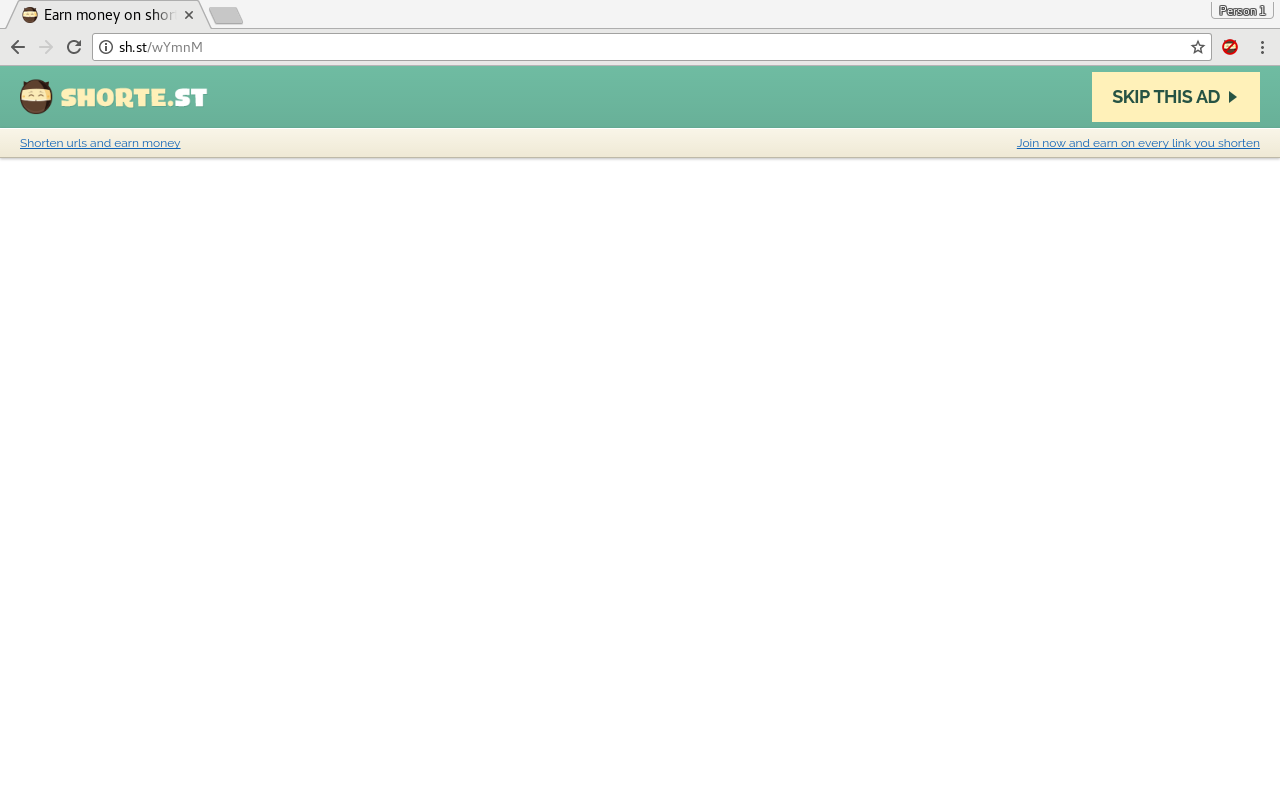 Earn money on shor
Person 1
sh.st/wYmnM
SHORTE.ST
SKIP THIS AD
Shorten urls and earn money
Join now and earn on every link you shorten